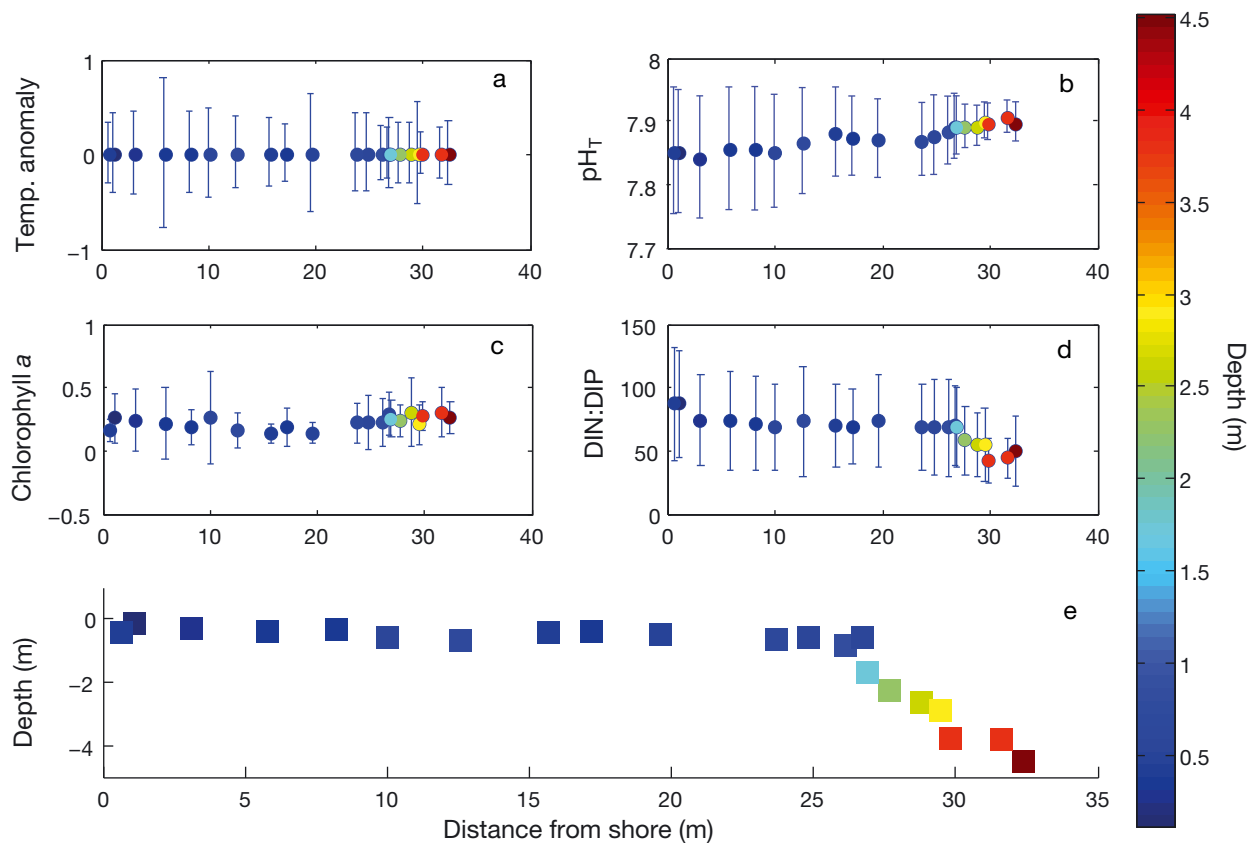 a
1
0
−1
Temp. anomaly
0 10 20 30 40
b
8
7.9
7.8
7.7
pHT
0 10 20 30 40
c
1
0.5
0
−0.5
Chlorophyll a
0 10 20 30 40
d
150
100
50
0
DIN:DIP
0 10 20 30 40
e
0
−2
−4
Depth (m)
0 5 10 15 20 25 30 35
Distance from shore (m)
4.5
4
3.5
3
2.5
2
1.5
1
0.5
Depth (m)